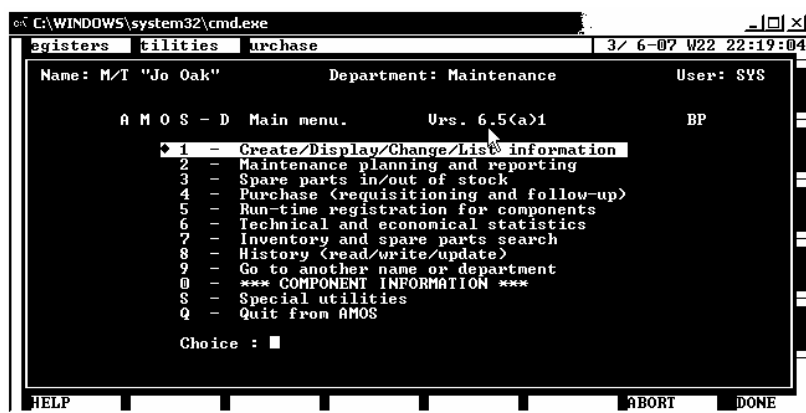 C:\WINDOWS\system32\cmd.exe
egisters tilities urchase 3/ 6-07 W22 22:19:04
Name: M/T "Jo Oak" Department: Maintenance User: SYS
A M O S - D Main menu. Vrs. 6.5(a)1 BP
1 - Create/Display/Change/List information
2 - Maintenance planning and reporting
3 - Spare parts in/out of stock
4 - Purchase (requisitioning and follow-up)
5 - Run-time registration for components
6 - Technical and economical statistics
7 - Inventory and spare parts search
8 - History (read/write/update)
9 - Go to another name or department
0 - *** COMPONENT INFORMATION ***
S - Special utilities
Q - Quit from AMOS
Choice :
HELP ABORT DONE